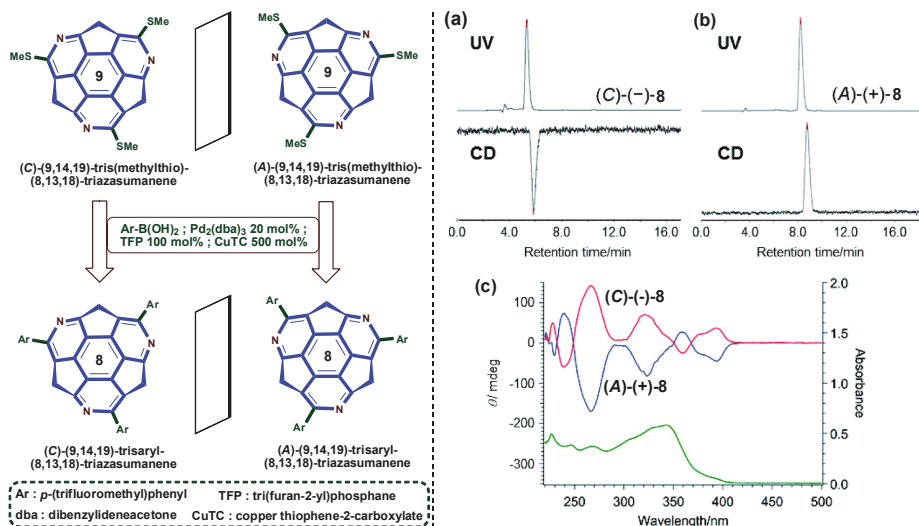 SMe
N
MeS
9
N
N
SMe
(C)-(9,14,19)-tris(methylthio)-
(8,13,18)-triazasumanene
MeS
N
SMe
9
N
N
MeS
(A)-(9,14,19)-tris(methylthio)-
(8,13,18)-triazasumanene
Ar-B(OH)2 ; Pd2(dba)3 20 mol% ;
TFP 100 mol% ; CuTC 500 mol%
Ar
N
Ar
8
N
N
Ar
(C)-(9,14,19)-trisaryl-
(8,13,18)-triazasumanene
Ar
N
Ar
8
N
N
Ar
(A)-(9,14,19)-trisaryl-
(8,13,18)-triazasumanene
Ar : p-(trifluoromethyl)phenyl
TFP : tri(furan-2-yl)phosphane
dba : dibenzylideneacetone
CuTC : copper thiophene-2-carboxylate
(a)
UV
(C)-(−)-8
CD
0.0 4.0 8.0 12.0 16.0
Retention time/min
(b)
UV
(A)-(+)-8
CD
0.0 4.0 8.0 12.0 16.0
Retention time/min
(c)
(C)-(-)-8
(A)-(+)-8
θ/ mdeg
100
0
-100
-200
-300
250 300 350 400 450 500
Wavelength/nm
2.0
1.5
1.0
0.5
0.0
Absorbance